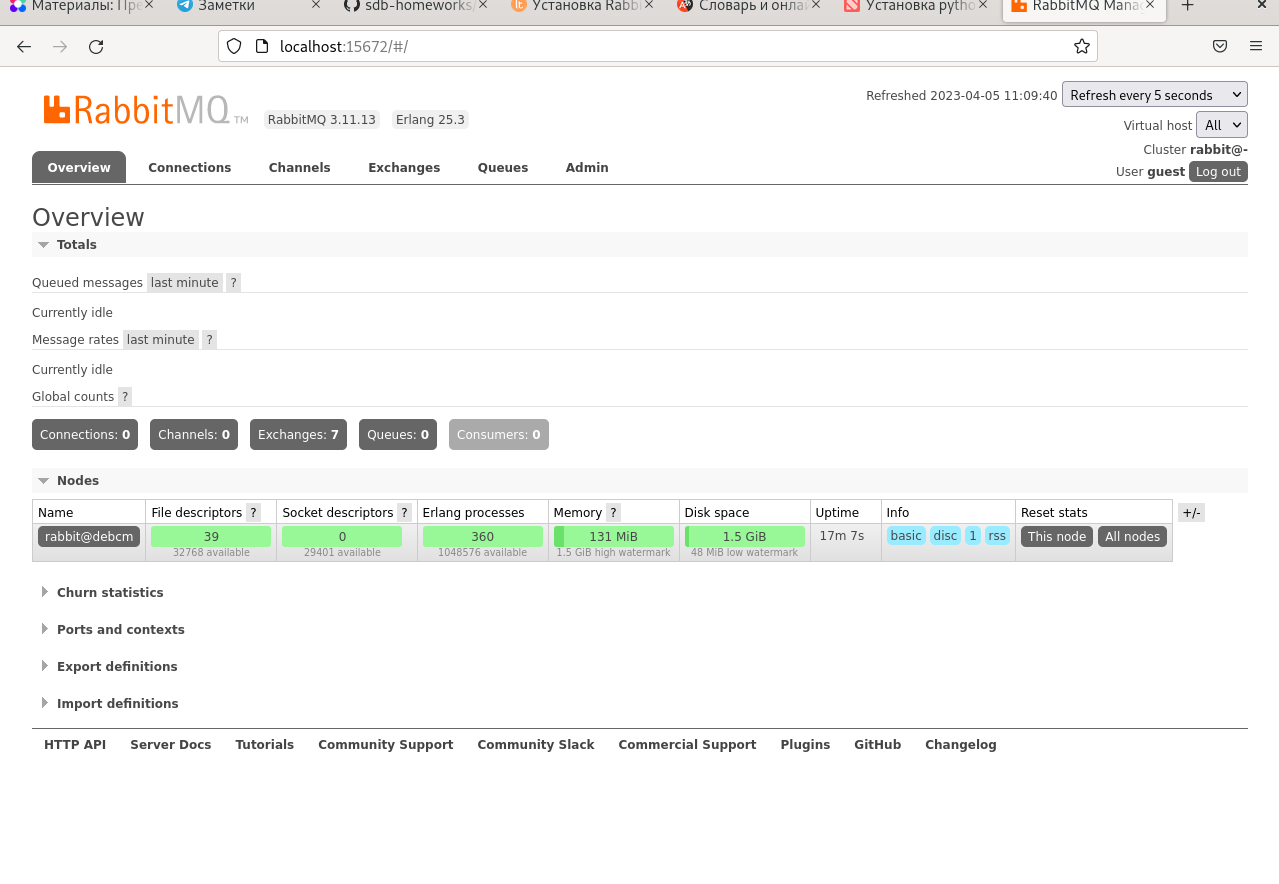 Материалы: Пре
Заметки
sdb-homeworks/
Установка Rabbi
Словарь и онлай
Установка pytho
RabbitMQ Manag
localhost:15672/#/
RabbitMQ TM
RabbitMQ 3.11.13
Erlang 25.3
Refreshed 2023-04-05 11:09:40
Refresh every 5 seconds
Virtual host
All
Cluster rabbit@-
User guest
Log out
Overview
Connections
Channels
Exchanges
Queues
Admin
Overview
Totals
Queued messages last minute ?
Currently idle
Message rates last minute ?
Currently idle
Global counts ?
Connections: 0
Channels: 0
Exchanges: 7
Queues: 0
Consumers: 0
Nodes
Name
File descriptors ?
Socket descriptors ?
Erlang processes
Memory ?
Disk space
Uptime
Info
Reset stats
+/-
rabbit@debcm
39
32768 available
0
29401 available
360
1048576 available
131 MiB
1.5 GiB high watermark
1.5 GiB
48 MiB low watermark
17m 7s
basic
disc
1
rss
This node
All nodes
Churn statistics
Ports and contexts
Export definitions
Import definitions
HTTP API
Server Docs
Tutorials
Community Support
Community Slack
Commercial Support
Plugins
GitHub
Changelog